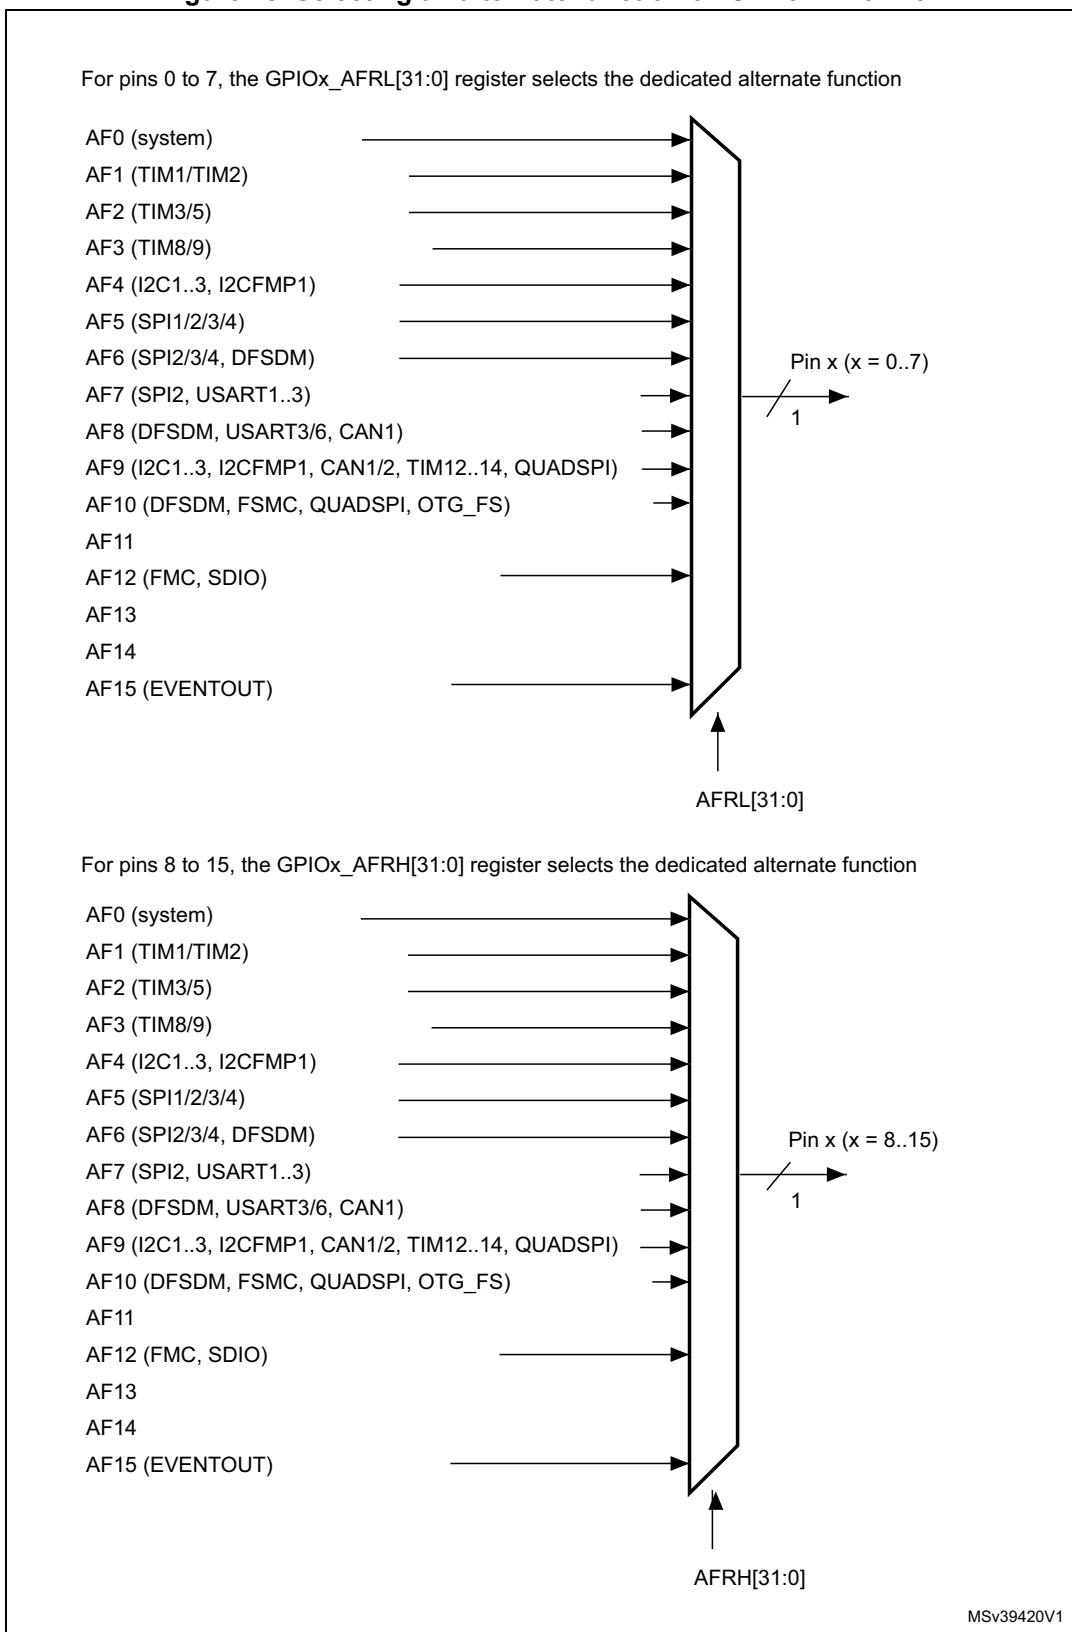 For pins 0 to 7, the GPIOx_AFRL[31:0] register selects the dedicated alternate function
AF0 (system)
AF1 (TIM1/TIM2)
AF2 (TIM3/5)
AF3 (TIM8/9)
AF4 (I2C1..3, I2CFMP1)
AF5 (SPI1/2/3/4)
AF6 (SPI2/3/4, DFSDM)
Pin x (x = 0..7)
AF7 (SPI2, USART1..3)
1
AF8 (DFSDM, USART3/6, CAN1)
AF9 (I2C1..3, I2CFMP1, CAN1/2, TIM12..14, QUADSPI)
AF10 (DFSDM, FSMC, QUADSPI, OTG_FS)
AF11
AF12 (FMC, SDIO)
AF13
AF14
AF15 (EVENTOUT)
AFRL[31:0]
For pins 8 to 15, the GPIOx_AFRH[31:0] register selects the dedicated alternate function
AF0 (system)
AF1 (TIM1/TIM2)
AF2 (TIM3/5)
AF3 (TIM8/9)
AF4 (I2C1..3, I2CFMP1)
AF5 (SPI1/2/3/4)
AF6 (SPI2/3/4, DFSDM)
Pin x (x = 8..15)
AF7 (SPI2, USART1..3)
1
AF8 (DFSDM, USART3/6, CAN1)
AF9 (I2C1..3, I2CFMP1, CAN1/2, TIM12..14, QUADSPI)
AF10 (DFSDM, FSMC, QUADSPI, OTG_FS)
AF11
AF12 (FMC, SDIO)
AF13
AF14
AF15 (EVENTOUT)
AFRH[31:0]
MSv39420V1